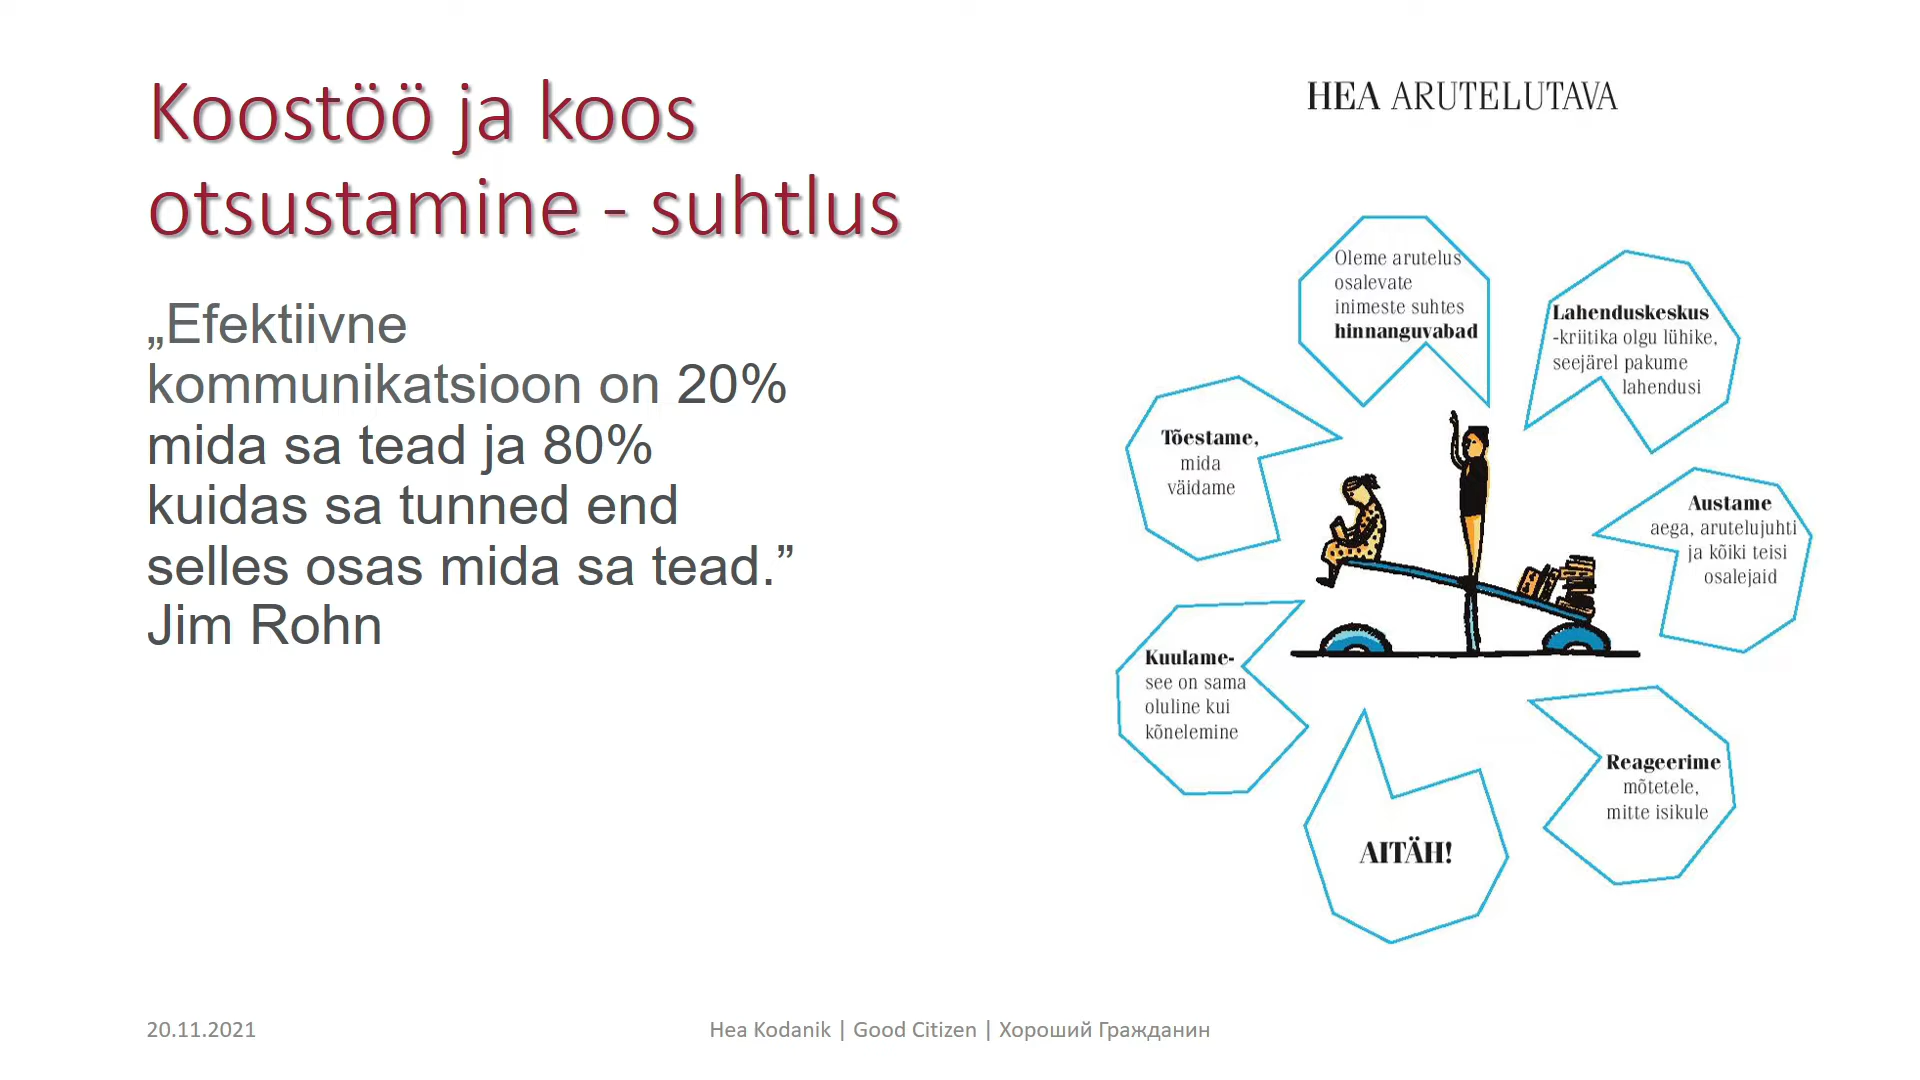 Koostöö ja koos
otsustamine - suhtlus
„Efektiivne
kommunikatsioon on 20%
mida sa tead ja 80%
kuidas sa tunned end
selles osas mida sa tead.”
Jim Rohn
HEA ARUTELUTAVA
Oleme arutelus
osalevate
inimeste suhtes
hinnanguvabad
Lahenduskeskus
-kriitika olgu lühike,
seejärel pakume
lahendusi
Tõestame,
mida
väidame
Austame
aega, arutelujuhti
ja kõiki teisi
osalejaid
Kuulame-
see on sama
oluline kui
kõnelemine
Reageerime
mõtetele,
mitte isikule
AITÄH!
20.11.2021
Hea Kodanik | Good Citizen | Хороший Гражданин